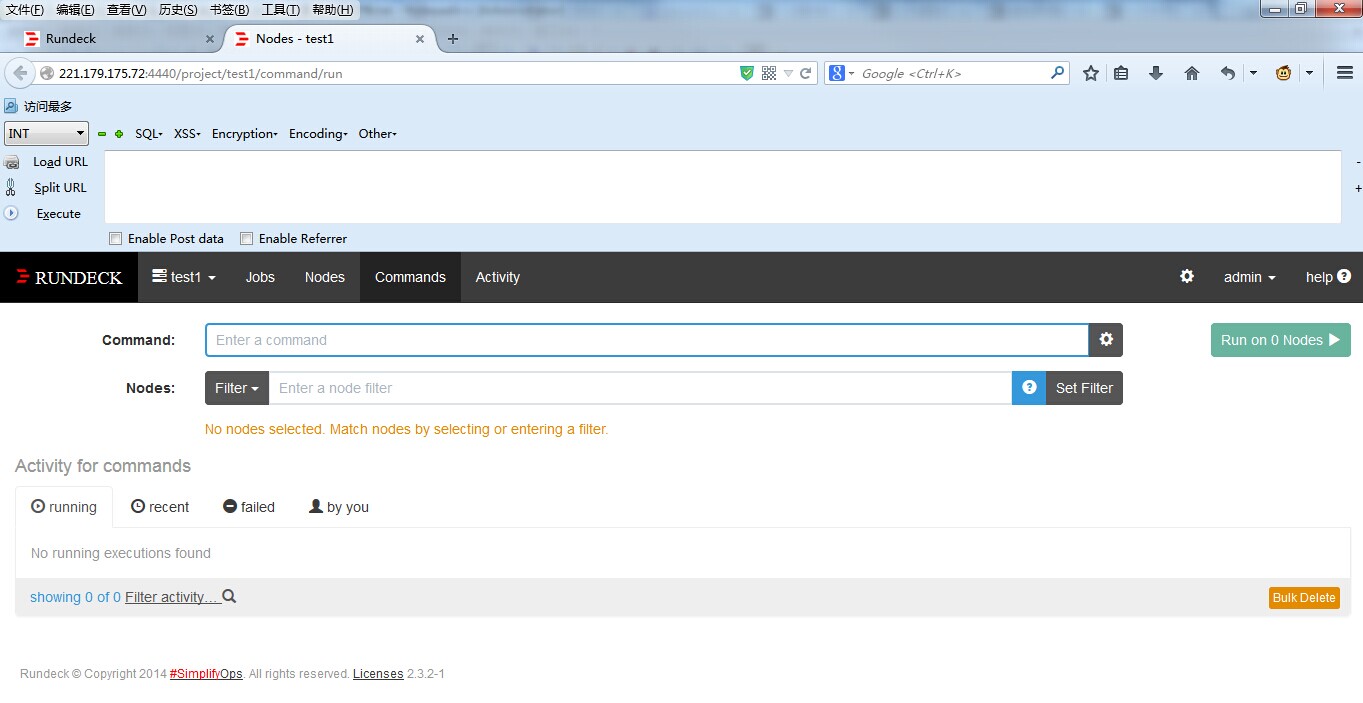 文件(F) 编辑(E) 查看(V) 历史(S) 书签(B) 工具(T) 帮助(H)
Rundeck
Nodes - test1
221.179.175.72:4440/project/test1/command/run
Google <Ctrl+K>
访问最多
INT SQL XSS Encryption Encoding Other
Load URL
Split URL
Execute
Enable Post data Enable Referrer
RUNDECK test1 Jobs Nodes Commands Activity admin help
Command: Enter a command Run on 0 Nodes
Nodes: Filter Enter a node filter Set Filter
No nodes selected. Match nodes by selecting or entering a filter.
Activity for commands
running recent failed by you
No running executions found
showing 0 of 0 Filter activity... Bulk Delete
Rundeck © Copyright 2014 #SimplifyOps. All rights reserved. Licenses 2.3.2-1